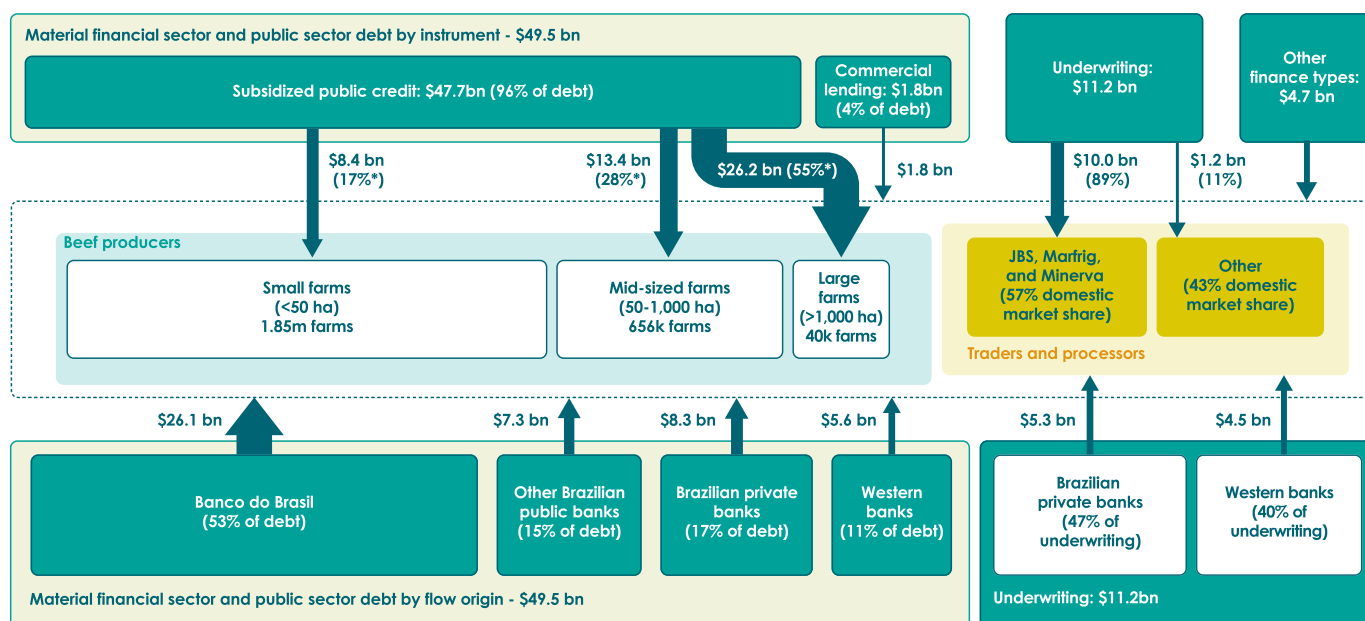 Material financial sector and public sector debt by instrument - $49.5 bn
Subsidized public credit: $47.7bn (96% of debt)
Commercial
lending: $1.8bn
(4% of debt)
Underwriting:
$11.2 bn
Other
finance types:
$4.7 bn
$8.4 bn
(17%*)
$13.4 bn
(28%*)
$26.2 bn (55%*)
$1.8 bn
$10.0 bn
(89%)
$1.2 bn
(11%)
Beef producers
Small farms
(<50 ha)
1.85m farms
Mid-sized farms
(50-1,000 ha)
656k farms
Large
farms
(>1,000 ha)
40k farms
JBS, Marfrig,
and Minerva
(57% domestic
market share)
Other
(43% domestic
market share)
Traders and processors
$26.1 bn
$7.3 bn
$8.3 bn
$5.6 bn
$5.3 bn
$4.5 bn
Banco do Brasil
(53% of debt)
Other Brazilian
public banks
(15% of debt)
Brazilian private
banks
(17% of debt)
Western
banks
(11% of debt)
Brazilian
private banks
(47% of
underwriting)
Western banks
(40% of
underwriting)
Material financial sector and public sector debt by flow origin - $49.5 bn
Underwriting: $11.2bn